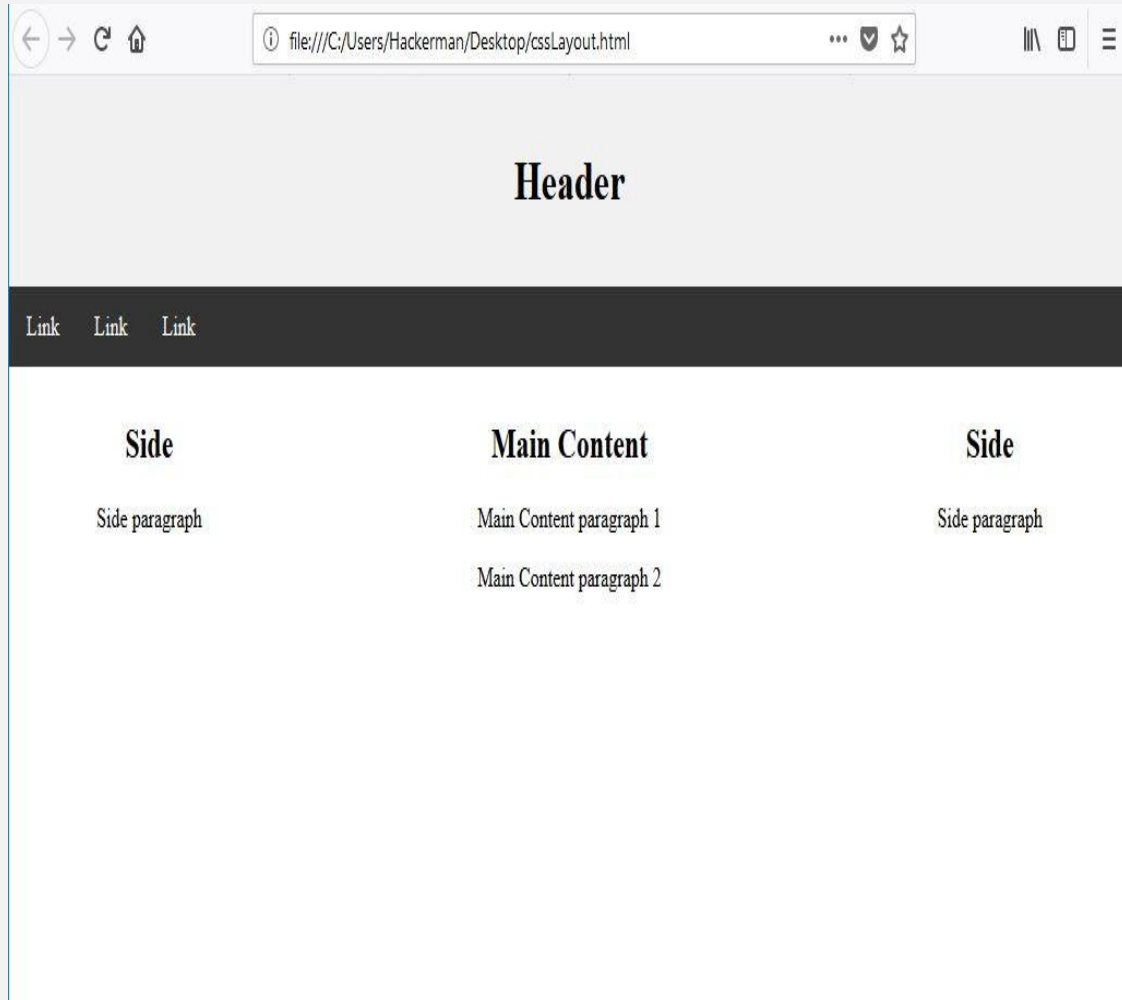 file:///C:/Users/Hackerman/Desktop/cssLayout.html
Header
Link Link Link
Side Main Content Side
Side paragraph Main Content paragraph 1 Side paragraph
Main Content paragraph 2